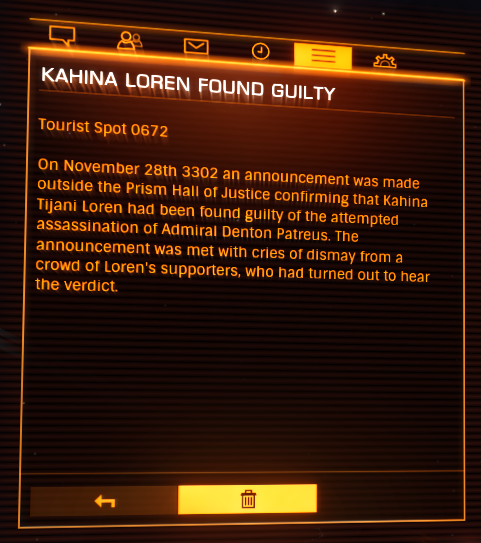 KAHINA LOREN FOUND GUILTY
Tourist Spot 0672
On November 28th 3302 an announcement was made
outside the Prism Hall of Justice confirming that Kahina
Tijani Loren had been found guilty of the attempted
assassination of Admiral Denton Patreus. The
announcement was met with cries of dismay from a
crowd of Loren's supporters, who had turned out to hear
the verdict.